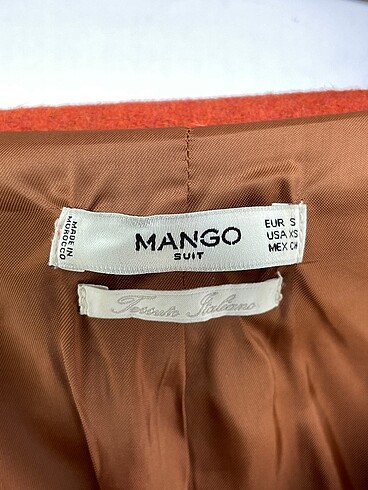 MADE IN
MOROCCO
MANGO
SUIT
EUR S
USA XS
MEX CH
Tessuto Italiano